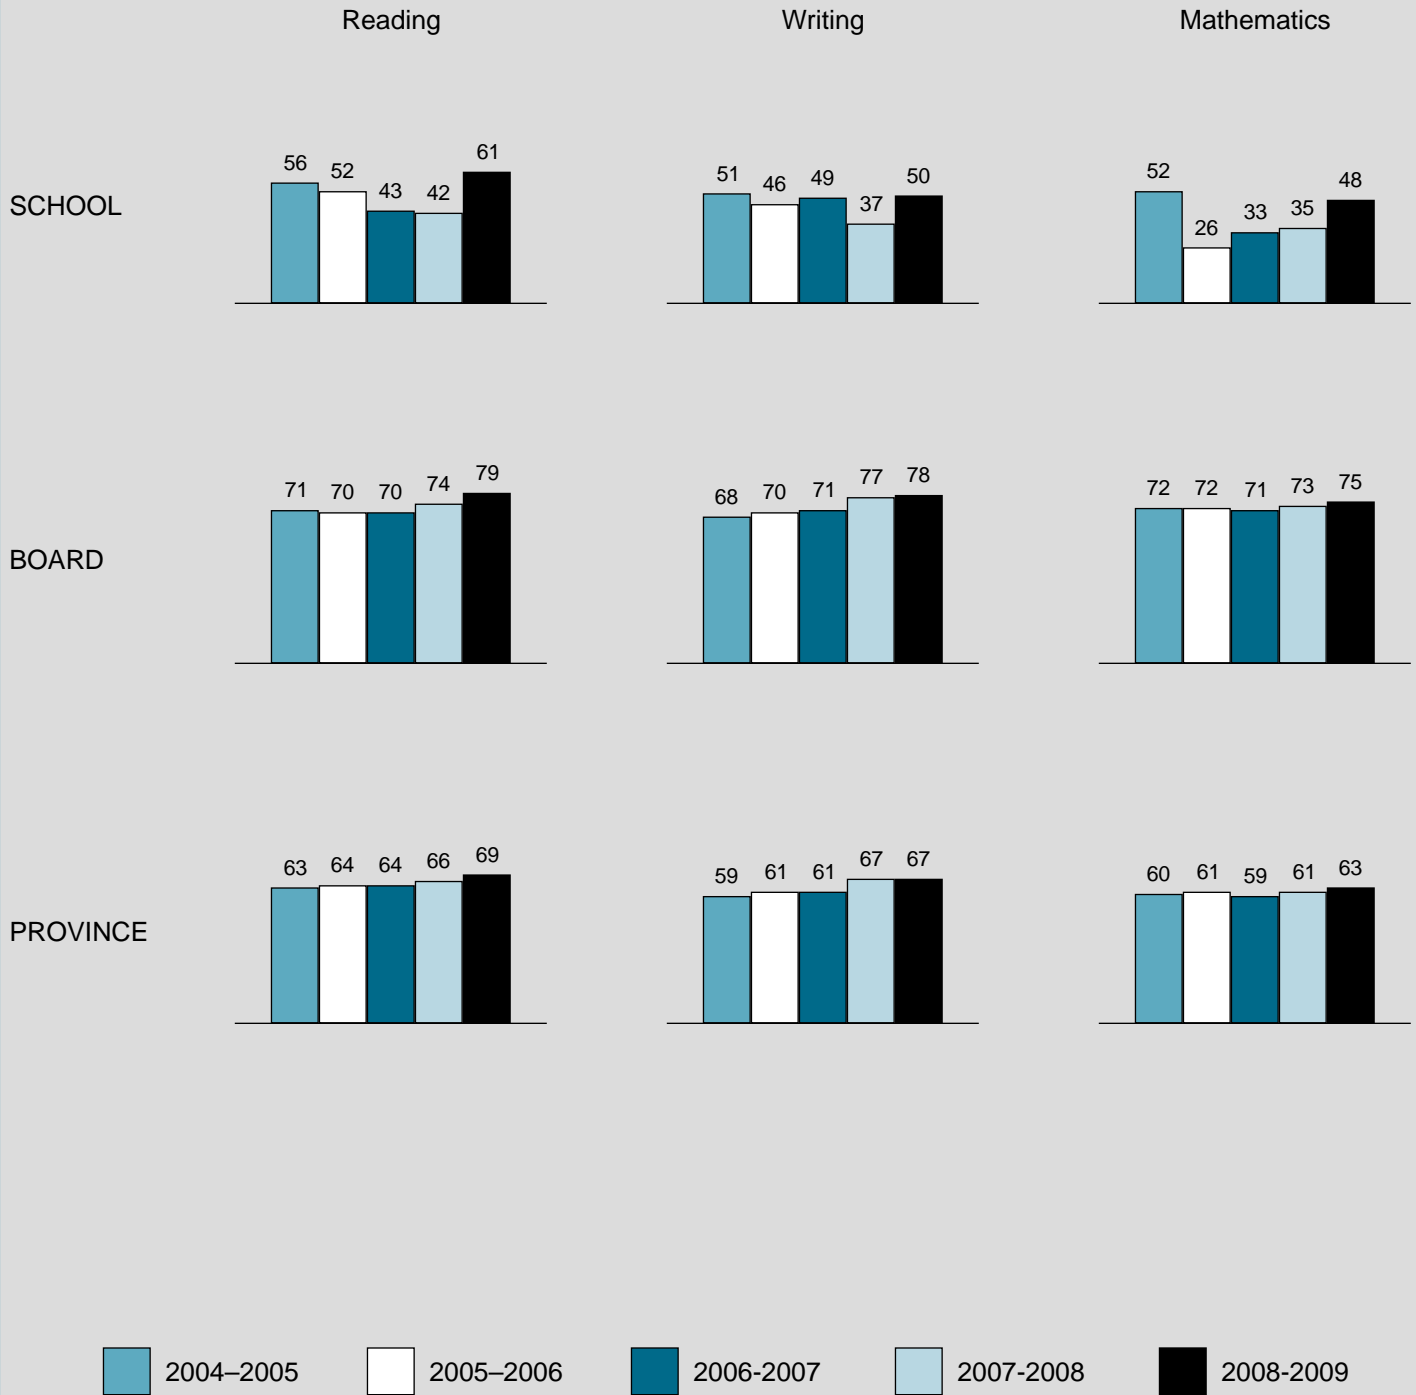 Reading Writing Mathematics
SCHOOL
56 52 43 42 61
51 46 49 37 50
52 26 33 35 48
BOARD
71 70 70 74 79
68 70 71 77 78
72 72 71 73 75
PROVINCE
63 64 64 66 69
59 61 61 67 67
60 61 59 61 63
2004–2005 2005–2006 2006-2007 2007-2008 2008-2009